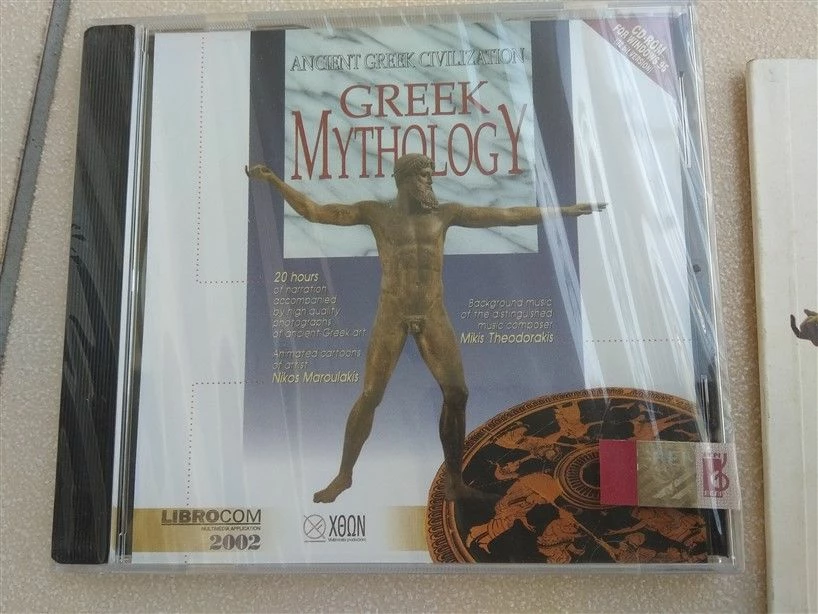 ANCIENT GREEK CIVILIZATION
GREEK
MYTHOLOGY
CD-ROM
FOR WINDOWS 95
20 hours
of narration
accompanied
by high quality
photographs
of ancient Greek art
Animated cartoons
of artist
Nikos Maroulakis
Background music
of the distinguished
music composer
Mikis Theodorakis
LIBROCOM
MULTIMEDIA APPLICATION
2002
ΧΘΩΝ